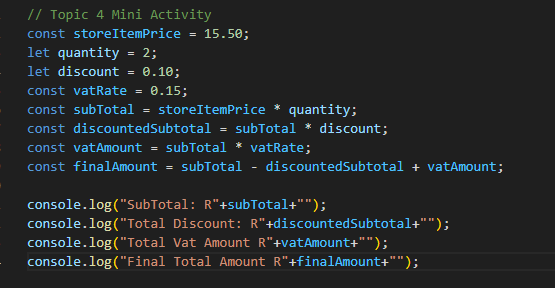 // Topic 4 Mini Activity
const storeItemPrice = 15.50;
let quantity = 2;
let discount = 0.10;
const vatRate = 0.15;
const subTotal = storeItemPrice * quantity;
const discountedSubtotal = subTotal * discount;
const vatAmount = subTotal * vatRate;
const finalAmount = subTotal - discountedSubtotal + vatAmount;

console.log("SubTotal: R"+subTotal+"");
console.log("Total Discount: R"+discountedSubtotal+"");
console.log("Total Vat Amount R"+vatAmount+"");
console.log("Final Total Amount R"+finalAmount+"");